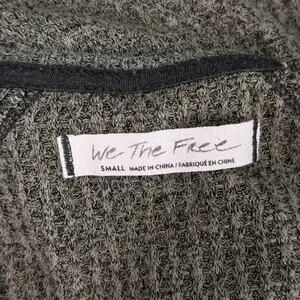 We The Free
SMALL MADE IN CHINA / FABRIQUÉ EN CHINE